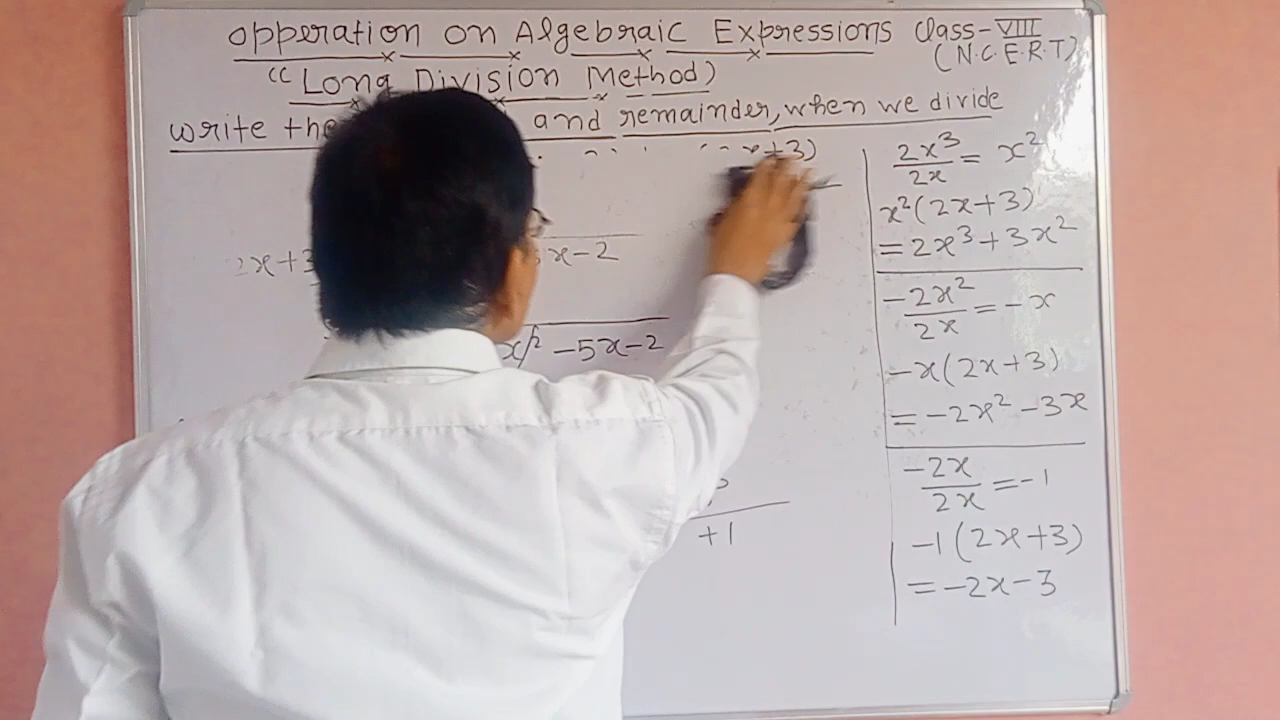 Opperation on Algebraic Expressions Class-VIII
(N.C.E.R.T)
"Long Division Method)
write the and remainder, when we divide
x+3)
2x+3 x-2
x² -5x-2
+1
2x³/2x = x²
x²(2x+3)
=2x³+3x²
-2x²/2x = -x
-x(2x+3)
=-2x²-3x
-2x/2x =-1
-1(2x+3)
=-2x-3